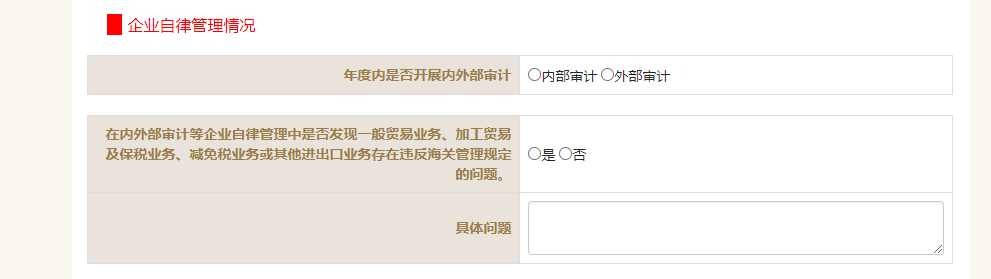 企业自律管理情况
年度内是否开展内外部审计 内部审计 外部审计
在内外部审计等企业自律管理中是否发现一般贸易业务、加工贸易
及保税业务、减免税业务或其他进出口业务存在违反海关管理规定
的问题。
是 否
具体问题